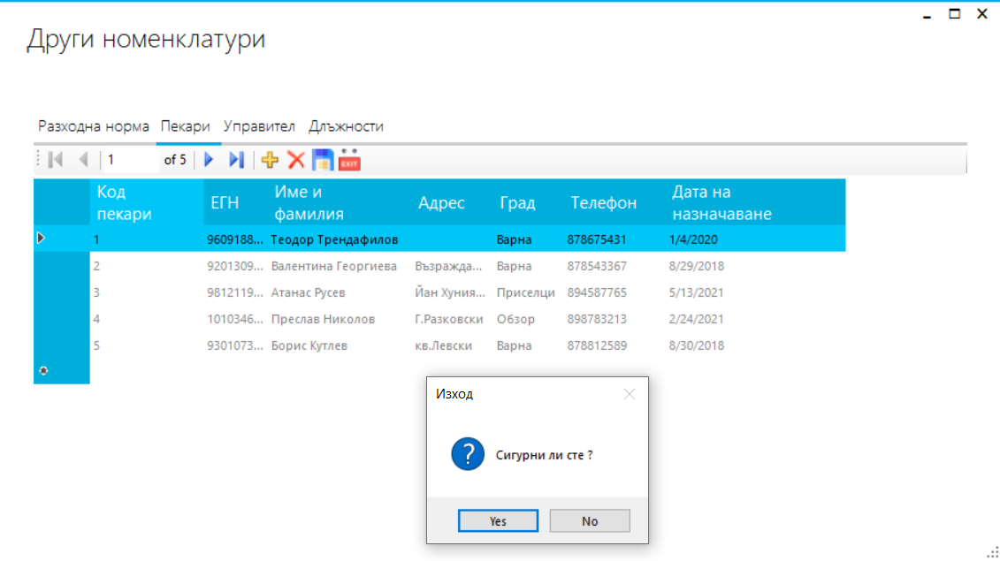 Други номенклатури
Разходна норма Пекари Управител Длъжности
1 of 5 EXIT
Код пекари ЕГН Име и фамилия Адрес Град Телефон Дата на назначаване
1 9609188... Теодор Трендафилов Варна 878675431 1/4/2020
2 9201309... Валентина Георгиева Възражда... Варна 878543367 8/29/2018
3 9812119... Атанас Русев Йан Хуния... Приселци 894587765 5/13/2021
4 1010346... Преслав Николов Г.Разковски Обзор 898783213 2/24/2021
5 9301073... Борис Кутлев кв.Левски Варна 878812589 8/30/2018
Изход
Сигурни ли сте ?
Yes No